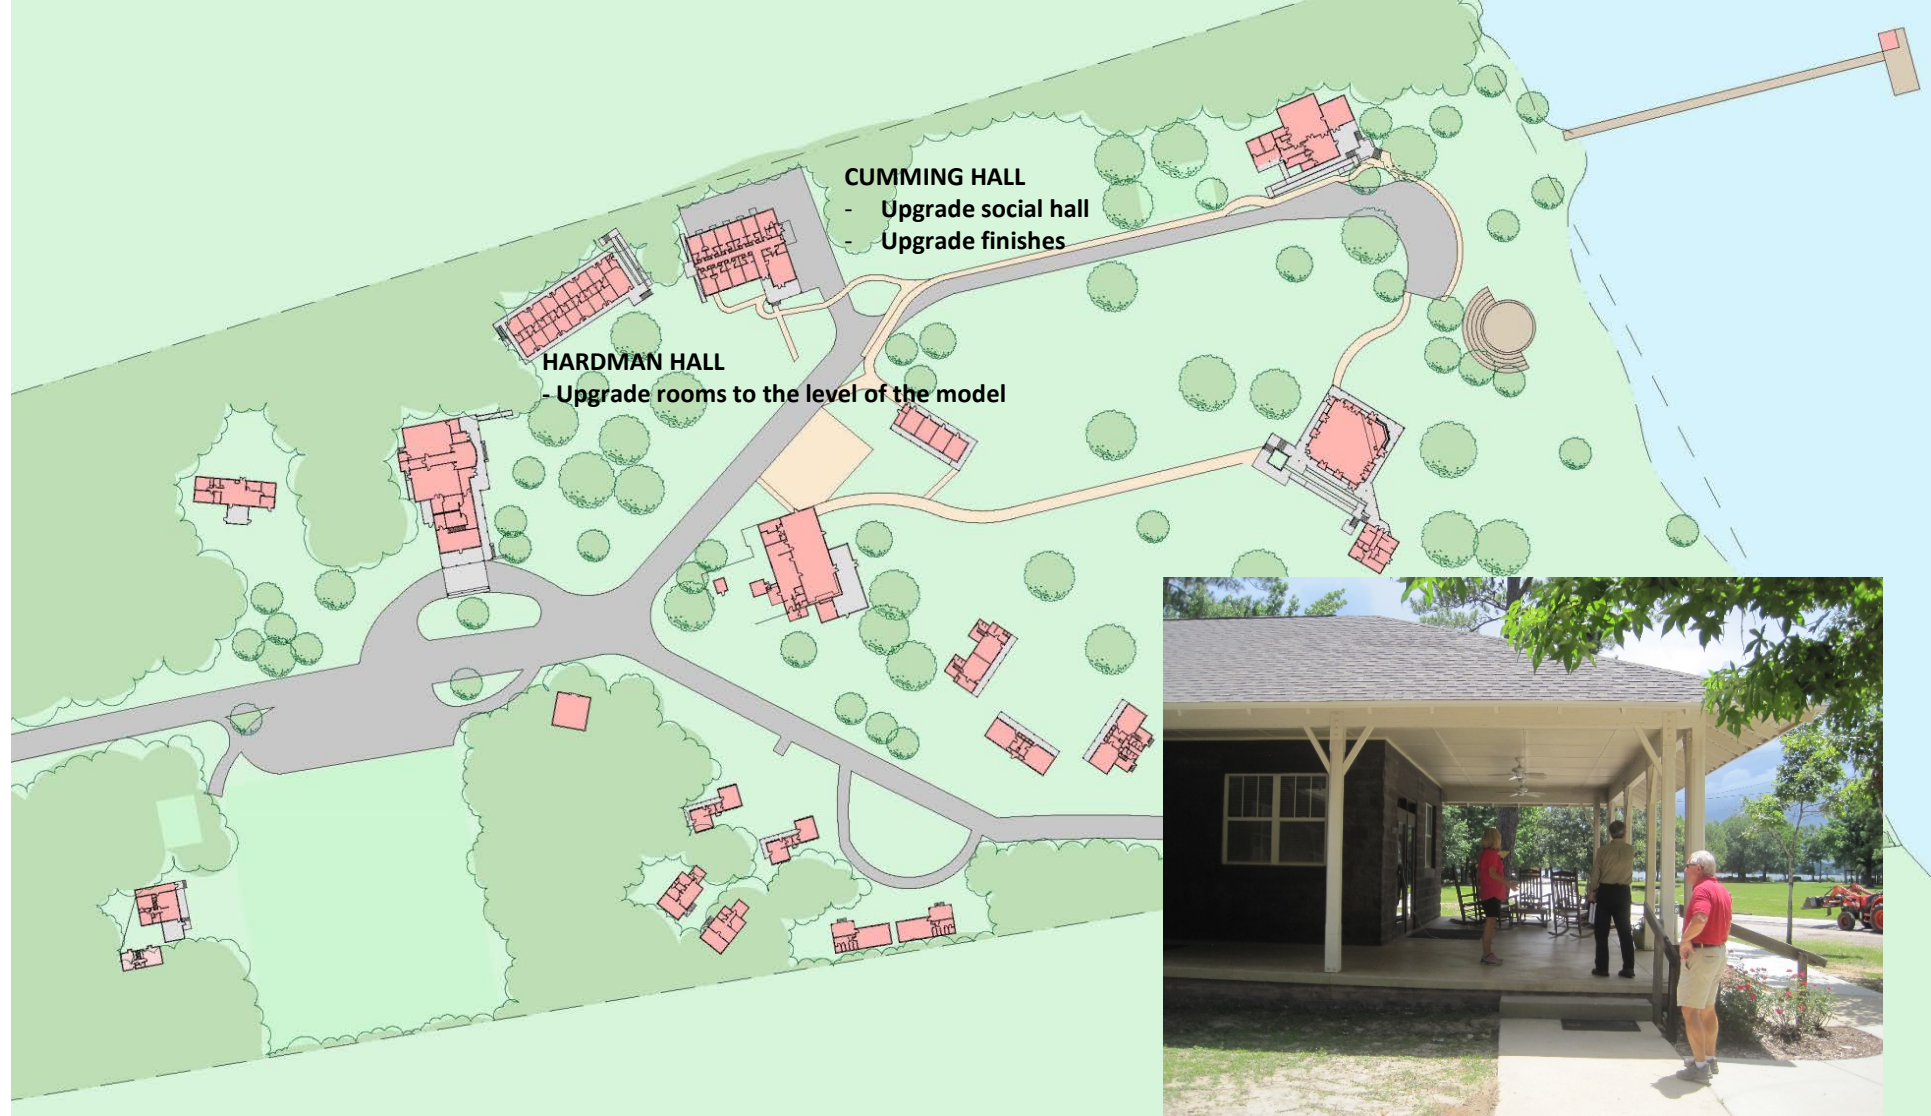 CUMMING HALL
- Upgrade social hall
- Upgrade finishes
HARDMAN HALL
- Upgrade rooms to the level of the model